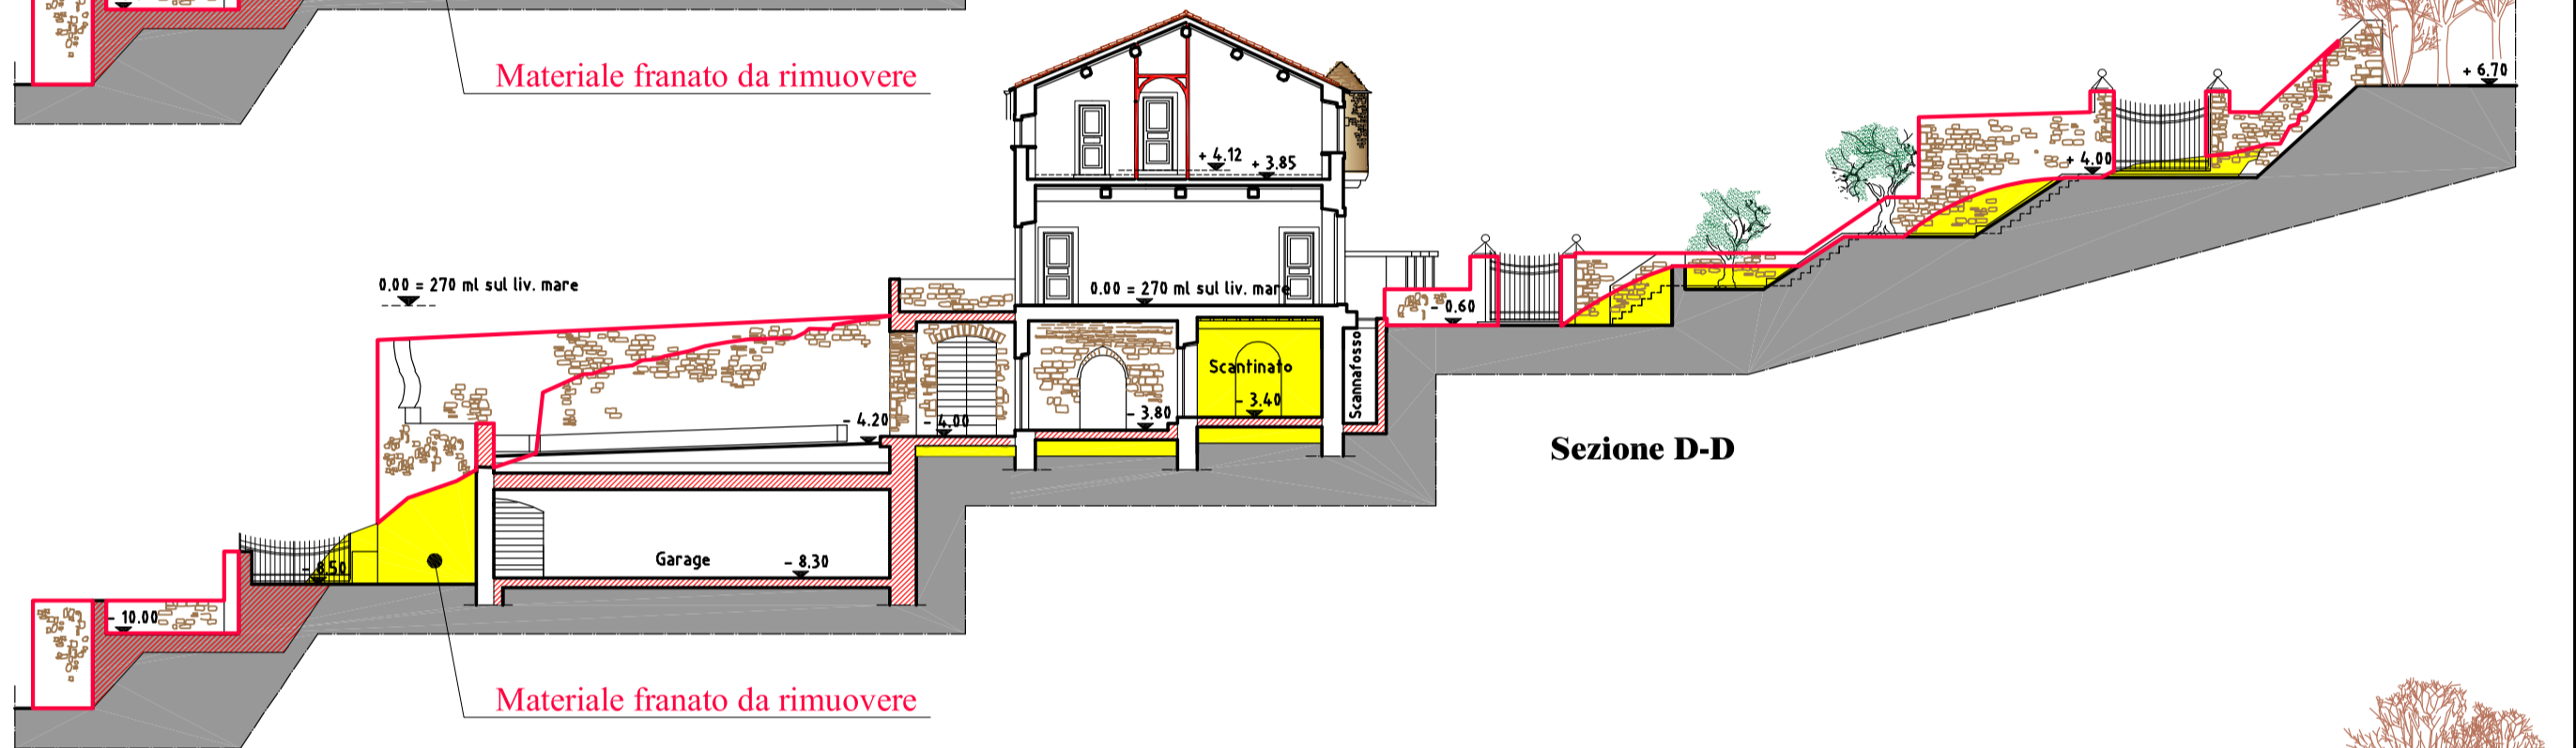 Materiale franato da rimuovere
+ 6.70
+ 4.12
+ 3.85
+ 4.00
0.00 = 270 ml sul liv. mare
0.00 = 270 ml sul liv. mare
- 0.60
Scantinato
Scannafosso
- 3.40
- 3.80
- 4.20
- 4.00
Sezione D-D
Garage
- 8.30
- 8.50
- 10.00
Materiale franato da rimuovere